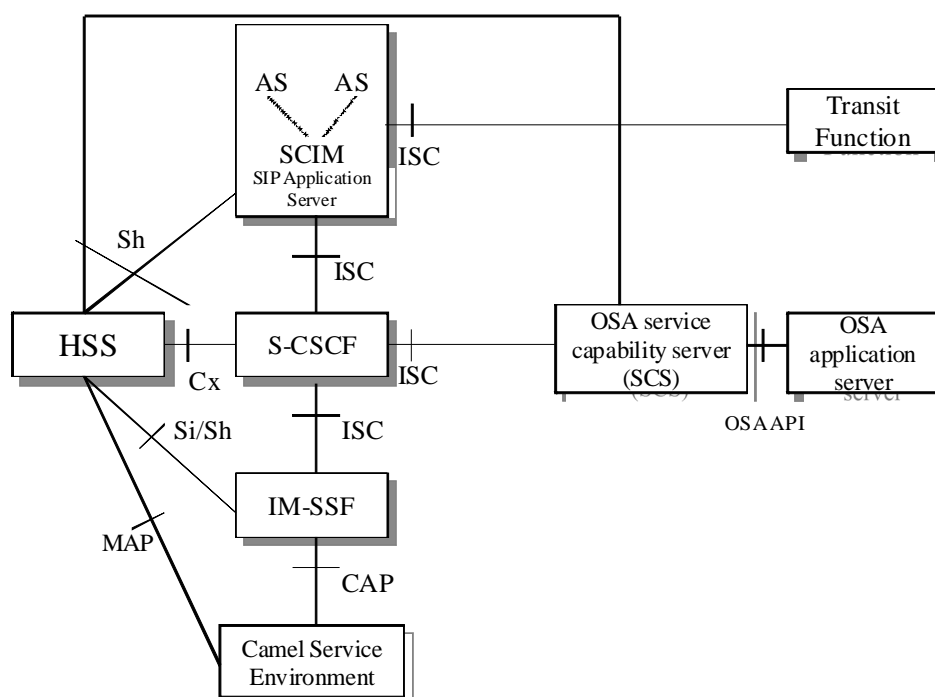 AS AS
SCIM
SIP Application
Server
ISC
Transit
Function
Sh
ISC
HSS
Cx
S-CSCF
ISC
OSA service
capability server
(SCS)
OSA
application
server
OSA API
Si/Sh
ISC
IM-SSF
MAP
CAP
Camel Service
Environment